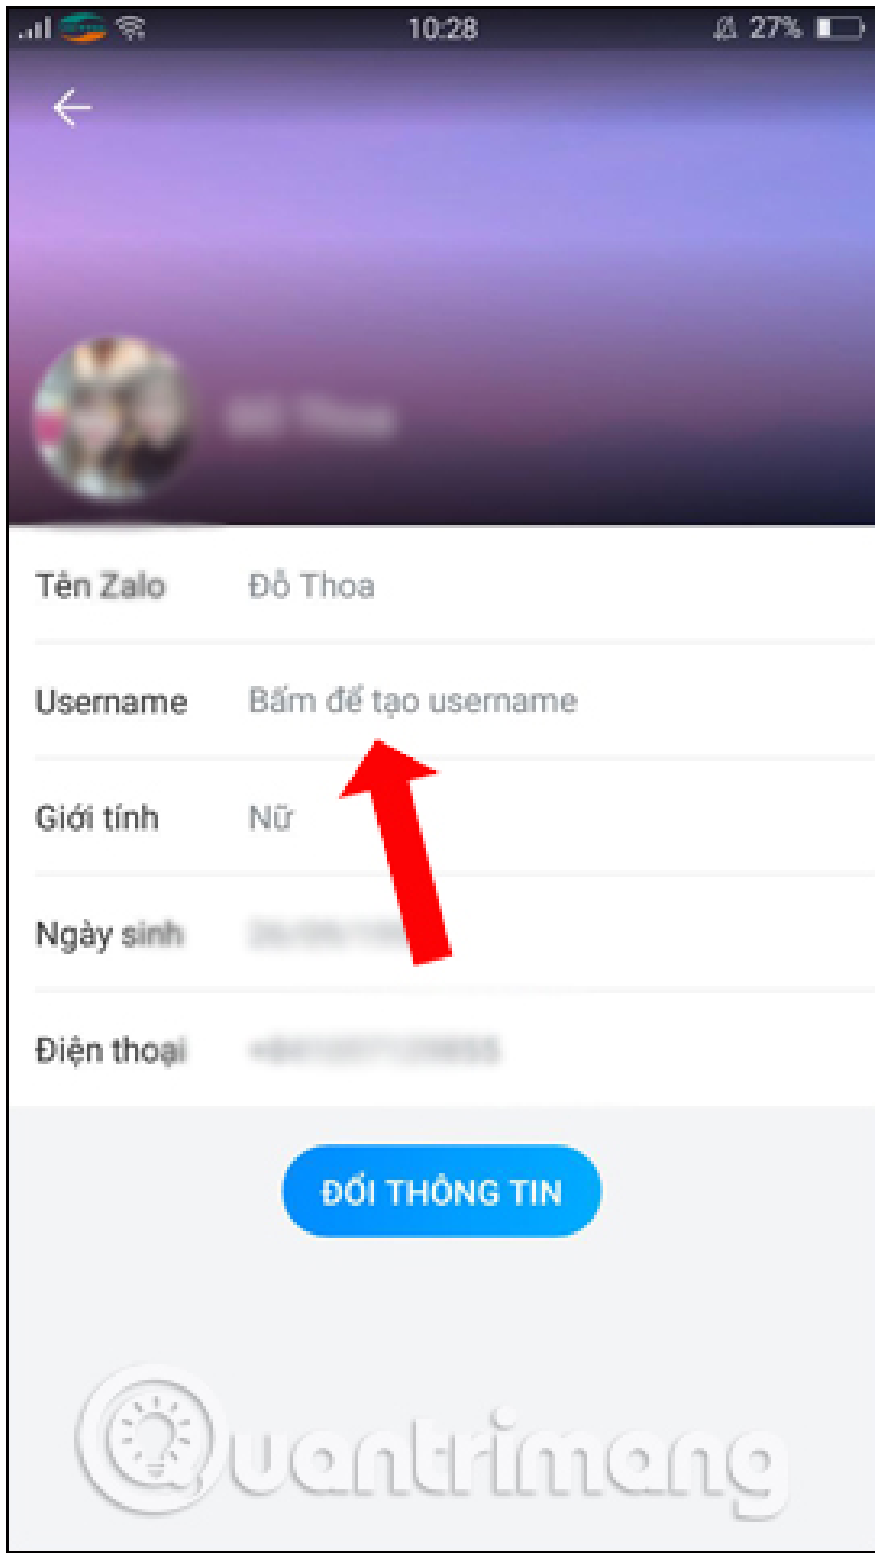 10:28
27%
Tên Zalo Đỗ Thoa
Username Bấm để tạo username
Giới tính Nữ
Ngày sinh
Điện thoại
ĐỔI THÔNG TIN
Quantrimang